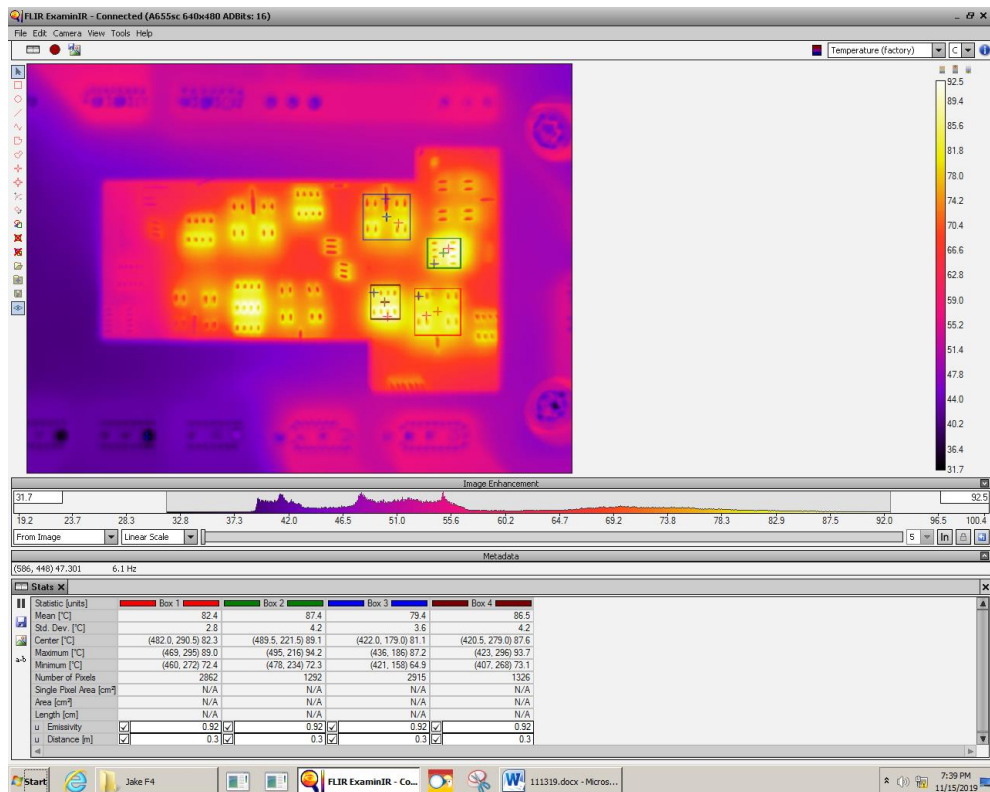 FLIR ExaminIR - Connected (A655sc 640x480 ADBits: 16)
File Edit Camera View Tools Help
Temperature (factory) C
92.5
89.4
85.6
81.8
78.0
74.2
70.4
66.6
62.8
59.0
55.2
51.4
47.8
44.0
40.2
36.4
31.7
Image Enhancement
31.7 92.5
19.2 23.7 28.3 32.8 37.3 42.0 46.5 51.0 55.6 60.2 64.7 69.2 73.8 78.3 82.9 87.5 92.0 96.5 100.4
From Image Linear Scale 5 In
Metadata
(586, 448) 47.301 6.1 Hz
Stats X
Statistic [units] Box 1 Box 2 Box 3 Box 4
Mean [°C] 82.4 87.4 79.4 86.5
Std. Dev. [°C] 2.8 4.2 3.6 4.2
Center [°C] (482.0, 290.5) 82.3 (489.5, 221.5) 89.1 (422.0, 179.0) 81.1 (420.5, 279.0) 87.6
Maximum [°C] (469, 295) 89.0 (495, 216) 94.2 (436, 186) 87.2 (423, 296) 93.7
Minimum [°C] (460, 272) 72.4 (478, 234) 72.3 (421, 158) 64.9 (407, 268) 73.1
Number of Pixels 2862 1292 2915 1326
Single Pixel Area [cm²] N/A N/A N/A N/A
Area [cm²] N/A N/A N/A N/A
Length [cm] N/A N/A N/A N/A
u Emissivity 0.92 0.92 0.92 0.92
u Distance [m] 0.3 0.3 0.3 0.3
a-b
Start Jake F4 FLIR ExaminIR - Co... W 111319.docx - Micros... 7:39 PM
11/15/2019